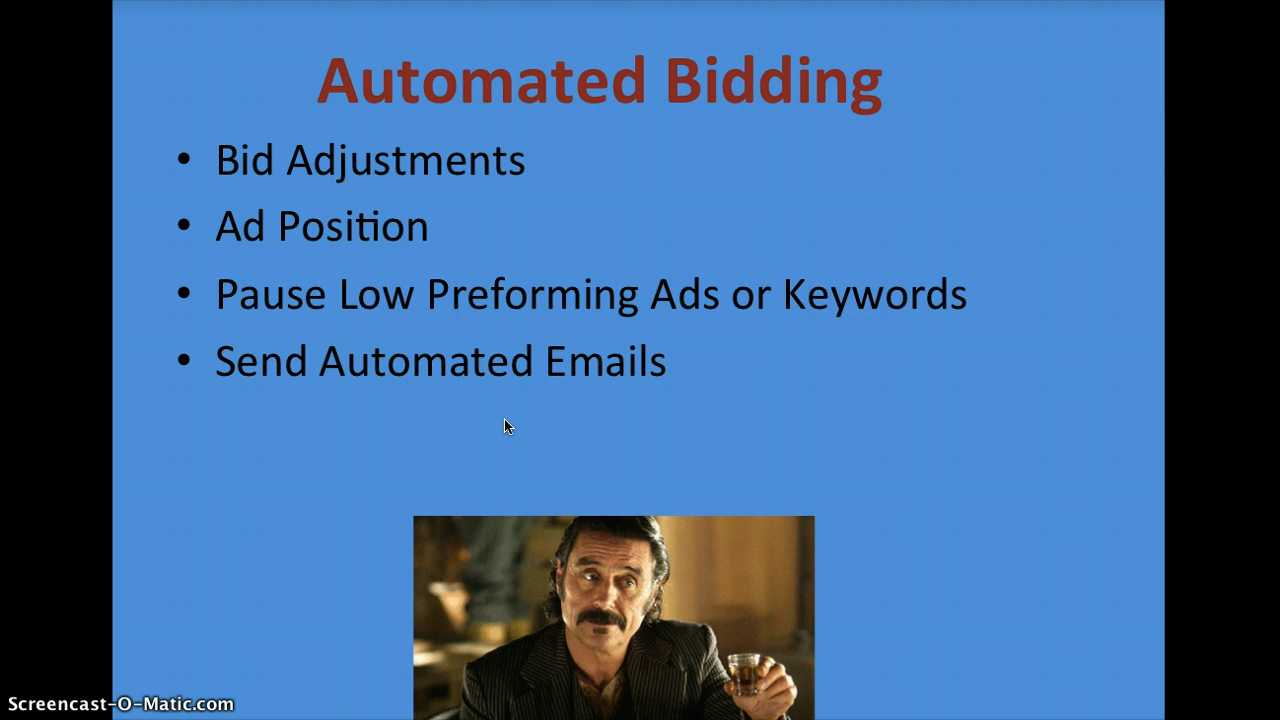 Automated Bidding
• Bid Adjustments
• Ad Position
• Pause Low Preforming Ads or Keywords
• Send Automated Emails
Screencast-O-Matic.com